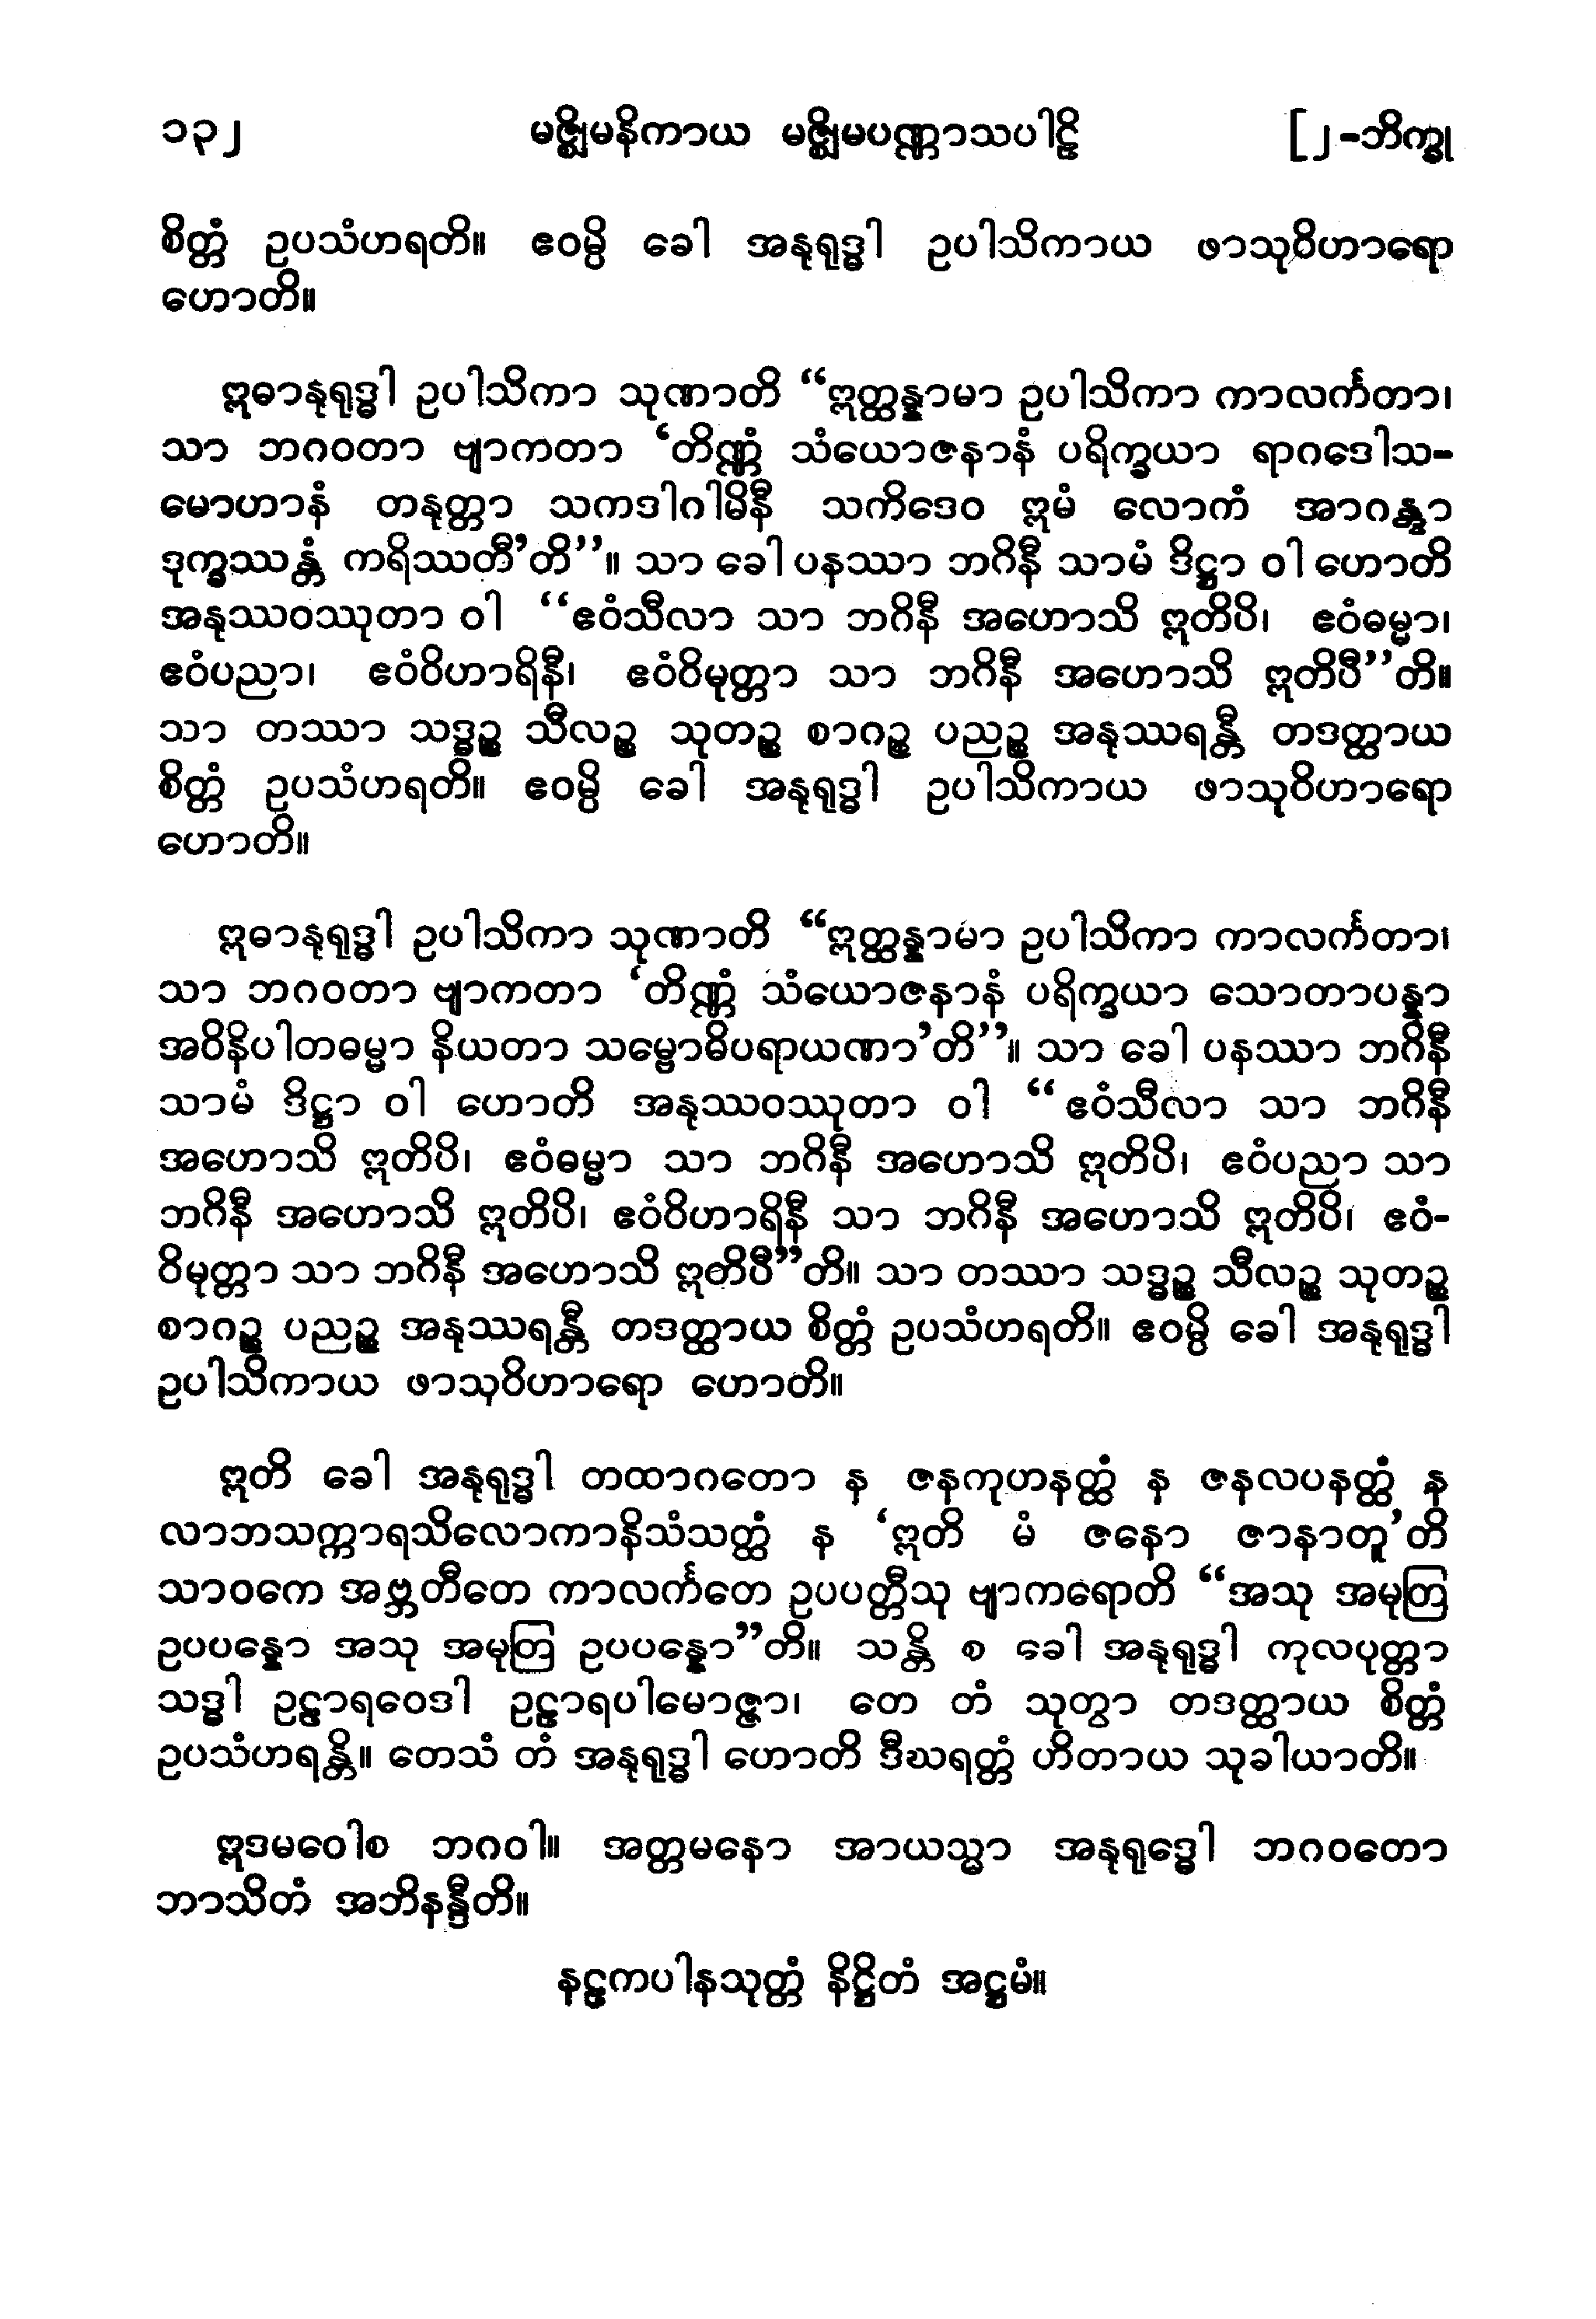 ၁၃၂ မဇ္ဈိမနိကာယ မဇ္ဈိမပဏ္ဏာသပါဠိ [၂-ဘိက္ခု
စိတ္တံ ဥပသံဟရတိ။ ဧဝမ္ပိ ခေါ အနုရုဒ္ဓါ ဥပါသိကာယ ဖာသုဝိဟာရော
ဟောတိ။
ဣဓာနုရုဒ္ဓါ ဥပါသိကာ သုဏာတိ “ဣတ္ထန္နာမာ ဥပါသိကာ ကာလင်္ကတာ၊
သာ ဘဂဝတာ ဗျာကတာ ‘တိဏ္ဏံ သံယောဇနာနံ ပရိက္ခယာ ရာဂဒေါသ-
မောဟာနံ တနုတ္တာ သကဒါဂါမိနီ သကိဒေဝ ဣမံ လောကံ အာဂန္တွာ
ဒုက္ခဿန္တံ ကရိဿတီ’တိ’’။ သာ ခေါ ပနဿာ ဘဂိနီ သာမံ ဒိဋ္ဌာ ဝါ ဟောတိ
အနုဿဝဿုတာ ဝါ “ဧဝံသီလာ သာ ဘဂိနီ အဟောသိ ဣတိပိ၊ ဧဝံဓမ္မာ၊
ဧဝံပညာ၊ ဧဝံဝိဟာရိနီ၊ ဧဝံဝိမုတ္တာ သာ ဘဂိနီ အဟောသိ ဣတိပီ”တိ။
သာ တဿာ သဒ္ဓဉ္စ သီလဉ္စ သုတဉ္စ စာဂဉ္စ ပညဉ္စ အနုဿရန္တီ တဒတ္ထာယ
စိတ္တံ ဥပသံဟရတိ။ ဧဝမ္ပိ ခေါ အနုရုဒ္ဓါ ဥပါသိကာယ ဖာသုဝိဟာရော
ဟောတိ။
ဣဓာနုရုဒ္ဓါ ဥပါသိကာ သုဏာတိ “ဣတ္ထန္နာမာ ဥပါသိကာ ကာလင်္ကတာ၊
သာ ဘဂဝတာ ဗျာကတာ ‘တိဏ္ဏံ သံယောဇနာနံ ပရိက္ခယာ သောတာပန္နာ
အဝိနိပါတဓမ္မာ နိယတာ သမ္ဗောဓိပရာယဏာ’တိ’’။ သာ ခေါ ပနဿာ ဘဂိနီ
သာမံ ဒိဋ္ဌာ ဝါ ဟောတိ အနုဿဝဿုတာ ဝါ “ဧဝံသီလာ သာ ဘဂိနီ
အဟောသိ ဣတိပိ၊ ဧဝံဓမ္မာ သာ ဘဂိနီ အဟောသိ ဣတိပိ၊ ဧဝံပညာ သာ
ဘဂိနီ အဟောသိ ဣတိပိ၊ ဧဝံဝိဟာရိနီ သာ ဘဂိနီ အဟောသိ ဣတိပိ၊ ဧဝံ-
ဝိမုတ္တာ သာ ဘဂိနီ အဟောသိ ဣတိပီ”တိ။ သာ တဿာ သဒ္ဓဉ္စ သီလဉ္စ သုတဉ္စ
စာဂဉ္စ ပညဉ္စ အနုဿရန္တီ တဒတ္ထာယ စိတ္တံ ဥပသံဟရတိ။ ဧဝမ္ပိ ခေါ အနုရုဒ္ဓါ
ဥပါသိကာယ ဖာသုဝိဟာရော ဟောတိ။
ဣတိ ခေါ အနုရုဒ္ဓါ တထာဂတော န ဇနကုဟနတ္ထံ န ဇနလပနတ္ထံ န
လာဘသက္ကာရသိလောကာနိသံသတ္ထံ န ‘ဣတိ မံ ဇနော ဇာနာတူ’တိ
သာဝကေ အဗ္ဘတီတေ ကာလင်္ကတေ ဥပပတ္တီသု ဗျာကရောတိ “အသု အမုတြ
ဥပပန္နော အသု အမုတြ ဥပပန္နော”တိ။ သန္တိ စ ခေါ အနုရုဒ္ဓါ ကုလပုတ္တာ
သဒ္ဓါ ဥဠာရဝေဒါ ဥဠာရပါမောဇ္ဇာ၊ တေ တံ သုတွာ တဒတ္ထာယ စိတ္တံ
ဥပသံဟရန္တိ။ တေသံ တံ အနုရုဒ္ဓါ ဟောတိ ဒီဃရတ္တံ ဟိတာယ သုခါယာတိ။
ဣဒမဝေါစ ဘဂဝါ။ အတ္တမနော အာယသ္မာ အနုရုဒ္ဓေါ ဘဂဝတော
ဘာသိတံ အဘိနန္ဒီတိ။
နဠကပါနသုတ္တံ နိဋ္ဌိတံ အဋ္ဌမံ။